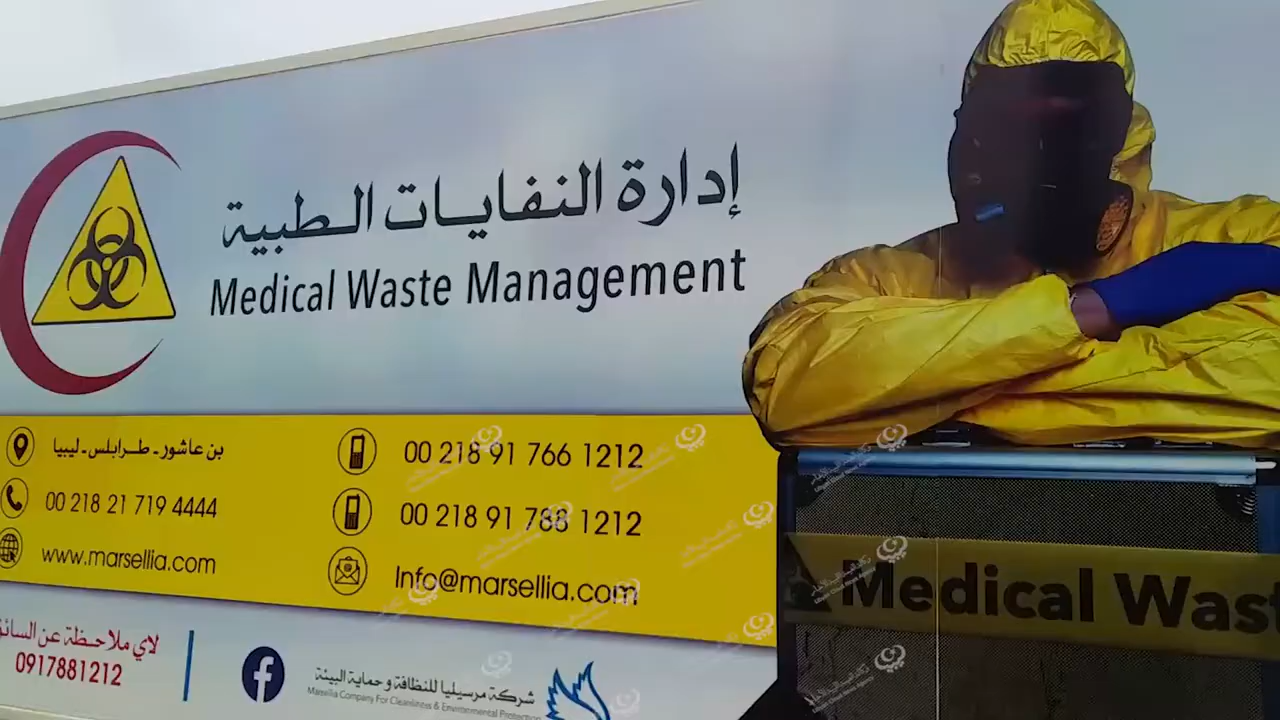 إدارة النفايات الطبية
Medical Waste Management
بن عاشور - طرابلس - ليبيا
00 218 91 766 1212
00 218 21 719 4444
00 218 91 788 1212
www.marsellia.com
Info@marsellia.com
لاي ملاحظة عن
0917881212
شركة مرسيليا للنظافة وحماية البيئة
Marsellia Company For Cleanliness & Environmental Protection
Medical